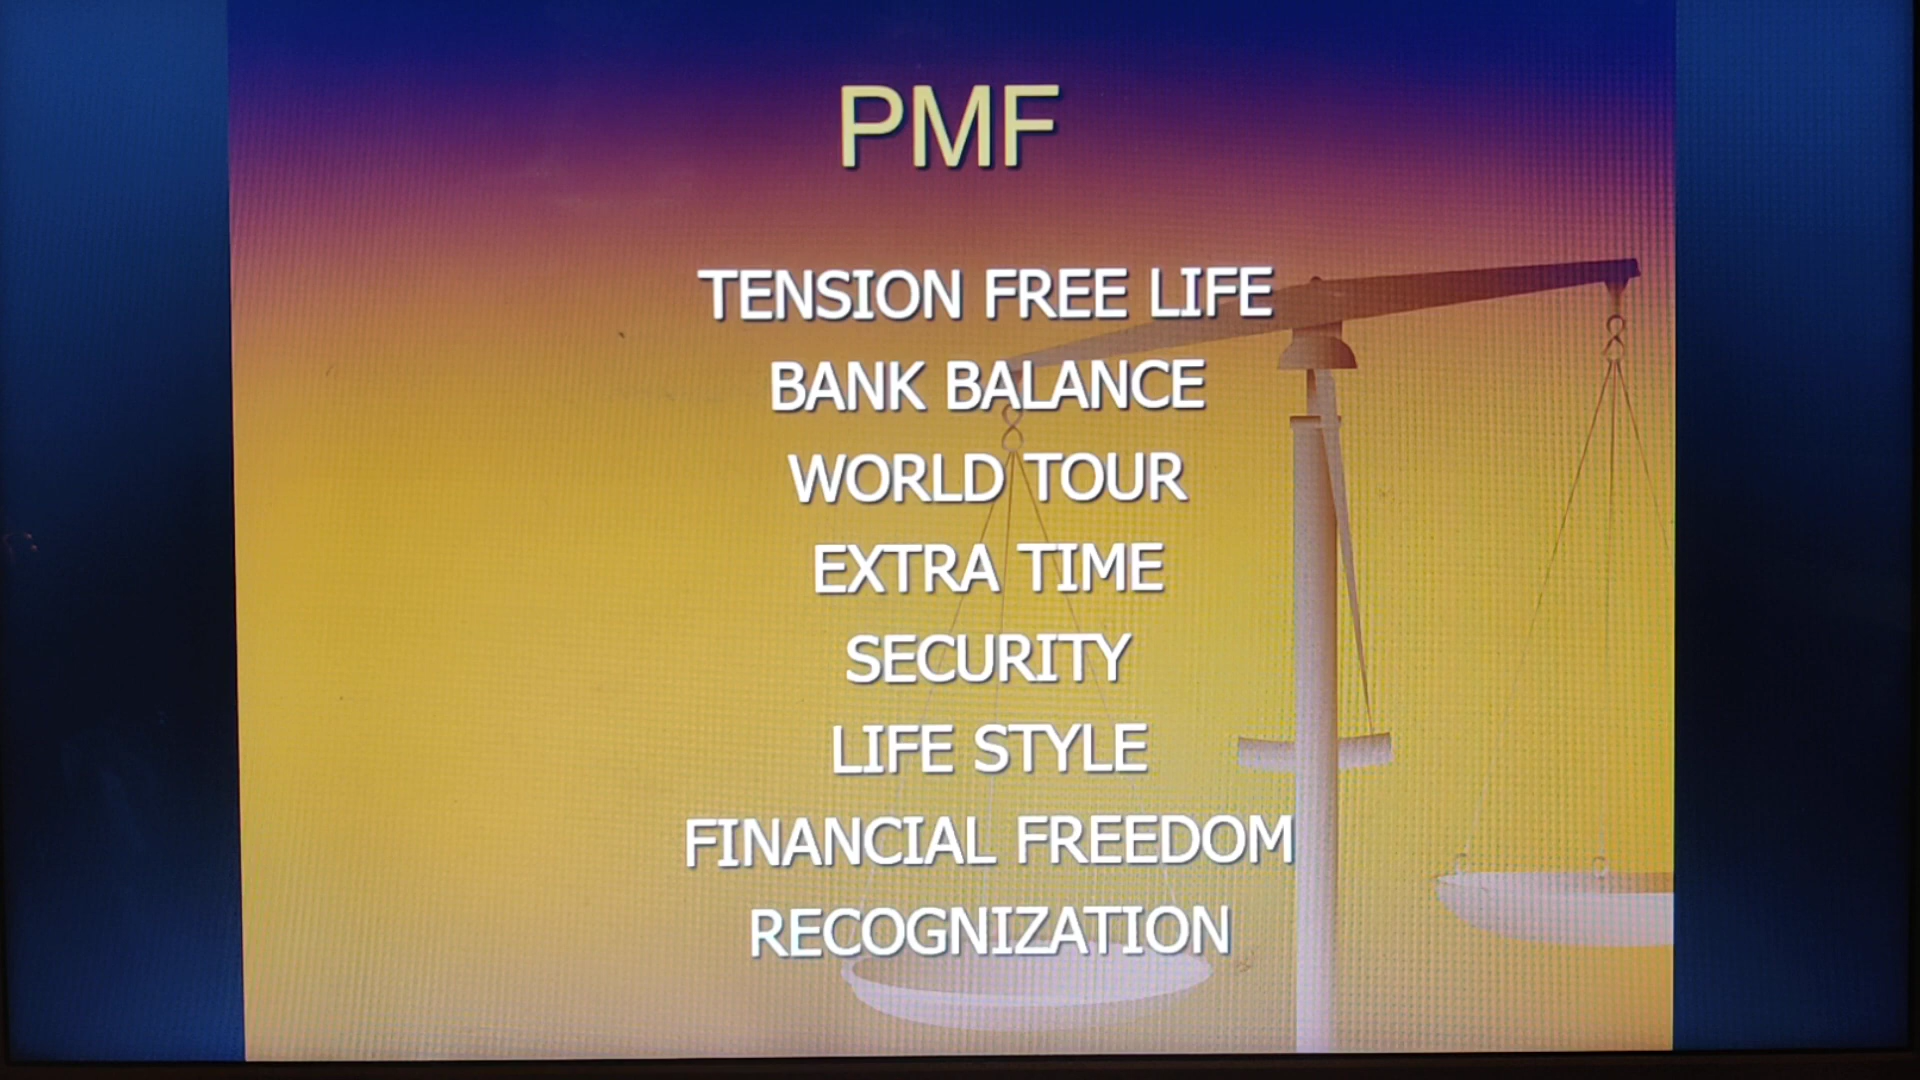 PMF
TENSION FREE LIFE
BANK BALANCE
WORLD TOUR
EXTRA TIME
SECURITY
LIFE STYLE
FINANCIAL FREEDOM
RECOGNIZATION